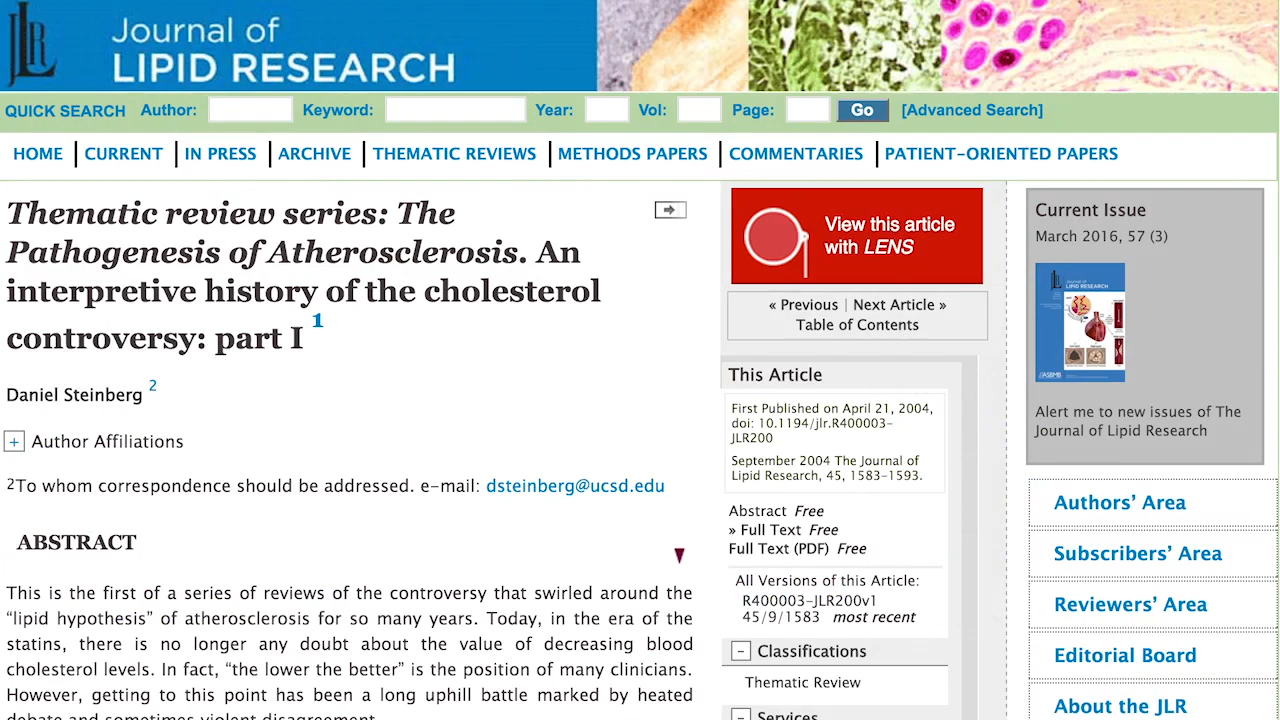 JLR
Journal of
LIPID RESEARCH
QUICK SEARCH Author: Keyword: Year: Vol: Page: Go [Advanced Search]
HOME CURRENT IN PRESS ARCHIVE THEMATIC REVIEWS METHODS PAPERS COMMENTARIES PATIENT-ORIENTED PAPERS
Thematic review series: The
Pathogenesis of Atherosclerosis. An
interpretive history of the cholesterol
controversy: part I 1
Daniel Steinberg 2
+ Author Affiliations
2To whom correspondence should be addressed. e-mail: dsteinberg@ucsd.edu
ABSTRACT
This is the first of a series of reviews of the controversy that swirled around the
“lipid hypothesis” of atherosclerosis for so many years. Today, in the era of the
statins, there is no longer any doubt about the value of decreasing blood
cholesterol levels. In fact, “the lower the better” is the position of many clinicians.
However, getting to this point has been a long uphill battle marked by heated
debate and sometimes violent disagreement.
View this article
with LENS
« Previous | Next Article »
Table of Contents
This Article
First Published on April 21, 2004,
doi: 10.1194/jlr.R400003-
JLR200
September 2004 The Journal of
Lipid Research, 45, 1583-1593.
Abstract Free
» Full Text Free
Full Text (PDF) Free
All Versions of this Article:
R400003-JLR200v1
45/9/1583 most recent
− Classifications
Thematic Review
− Services
Current Issue
March 2016, 57 (3)
JOURNAL OF
LIPID RESEARCH
ASBMB
Alert me to new issues of The
Journal of Lipid Research
Authors’ Area
Subscribers’ Area
Reviewers’ Area
Editorial Board
About the JLR